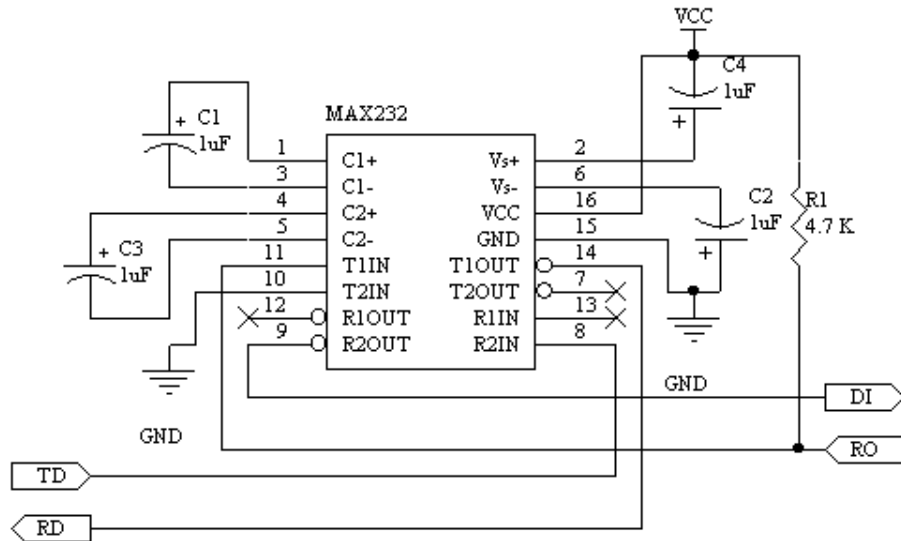 VCC
C4
1uF
+
C1
1uF
+
MAX232
1 C1+ Vs+ 2
3 C1- Vs- 6
4 C2+ VCC 16
5 C2- GND 15
11 T1IN T1OUT 14
10 T2IN T2OUT 7
12 R1OUT R1IN 13
9 R2OUT R2IN 8
+
C3
1uF
C2
1uF
+
R1
4.7 K
GND
DI
GND
RO
TD
RD